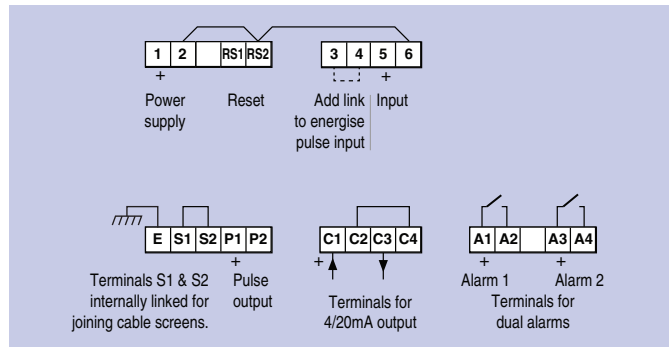 1 2 RS1 RS2 3 4 5 6
+ +
Power Reset Add link Input
supply to energise
pulse input
E S1 S2 P1 P2 C1 C2 C3 C4 A1 A2 A3 A4
+ + + +
Terminals S1 & S2 Pulse Terminals for Alarm 1 Alarm 2
internally linked for output 4/20mA output Terminals for
joining cable screens. dual alarms